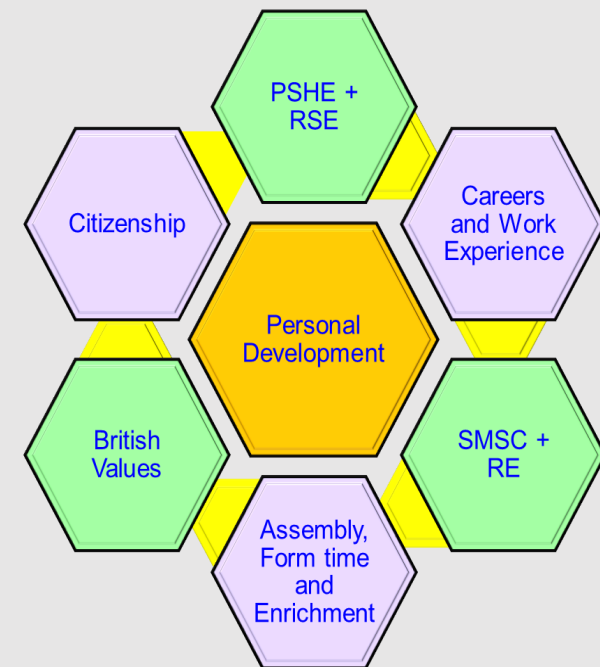 PSHE +
RSE
Careers
and Work
Experience
Citizenship
Personal
Development
British
Values
SMSC +
RE
Assembly,
Form time
and
Enrichment